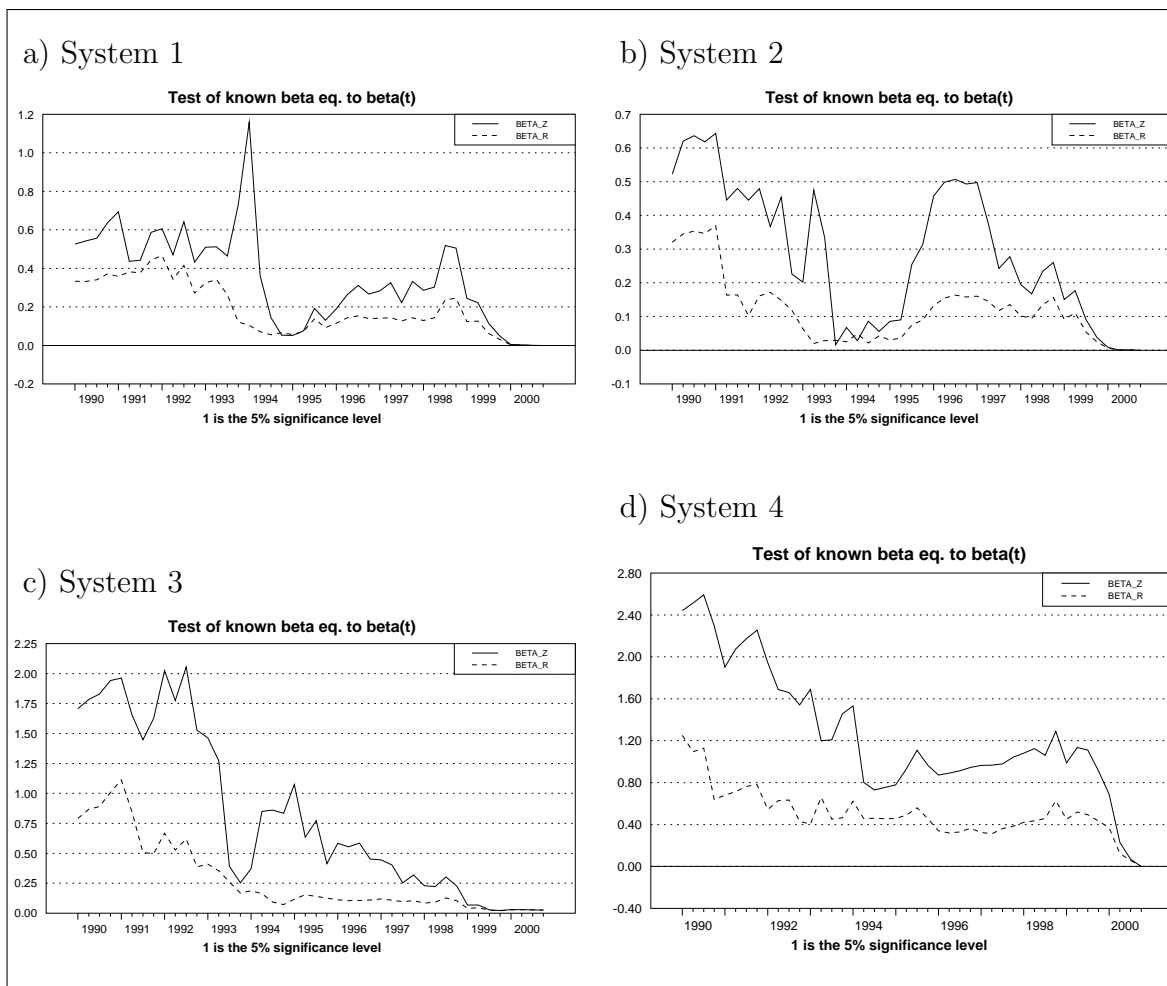 a) System 1
Test of known beta eq. to beta(t)
BETA_Z
BETA_R
1.2
1.0
0.8
0.6
0.4
0.2
0.0
-0.2
1990 1991 1992 1993 1994 1995 1996 1997 1998 1999 2000
1 is the 5% significance level
b) System 2
Test of known beta eq. to beta(t)
BETA_Z
BETA_R
0.7
0.6
0.5
0.4
0.3
0.2
0.1
0.0
-0.1
1990 1991 1992 1993 1994 1995 1996 1997 1998 1999 2000
1 is the 5% significance level
c) System 3
Test of known beta eq. to beta(t)
BETA_Z
BETA_R
2.25
2.00
1.75
1.50
1.25
1.00
0.75
0.50
0.25
0.00
1990 1991 1992 1993 1994 1995 1996 1997 1998 1999 2000
1 is the 5% significance level
d) System 4
Test of known beta eq. to beta(t)
BETA_Z
BETA_R
2.80
2.40
2.00
1.60
1.20
0.80
0.40
0.00
-0.40
1990 1992 1994 1996 1998 2000
1 is the 5% significance level